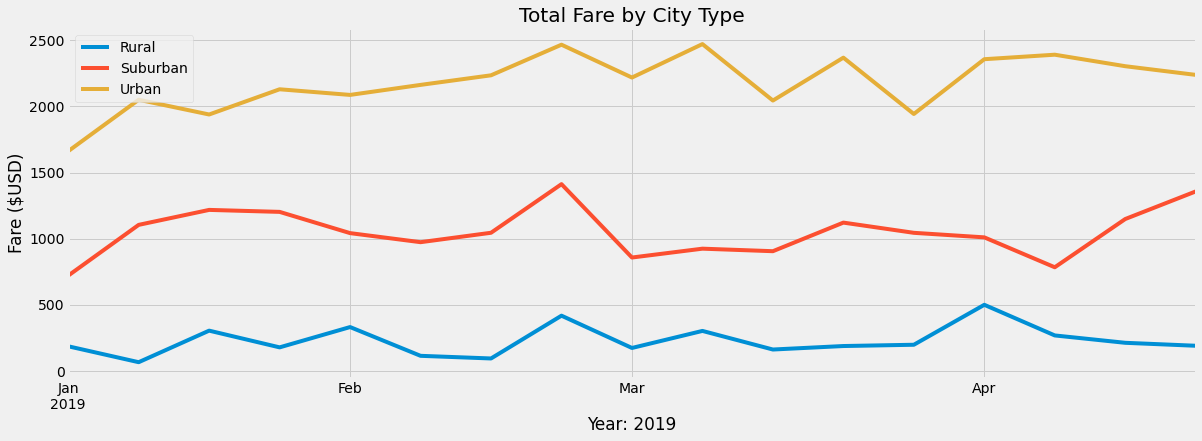 Total Fare by City Type
Rural
Suburban
Urban
2500
2000
1500
1000
500
0
Fare ($USD)
Jan
2019
Feb
Mar
Apr
Year: 2019